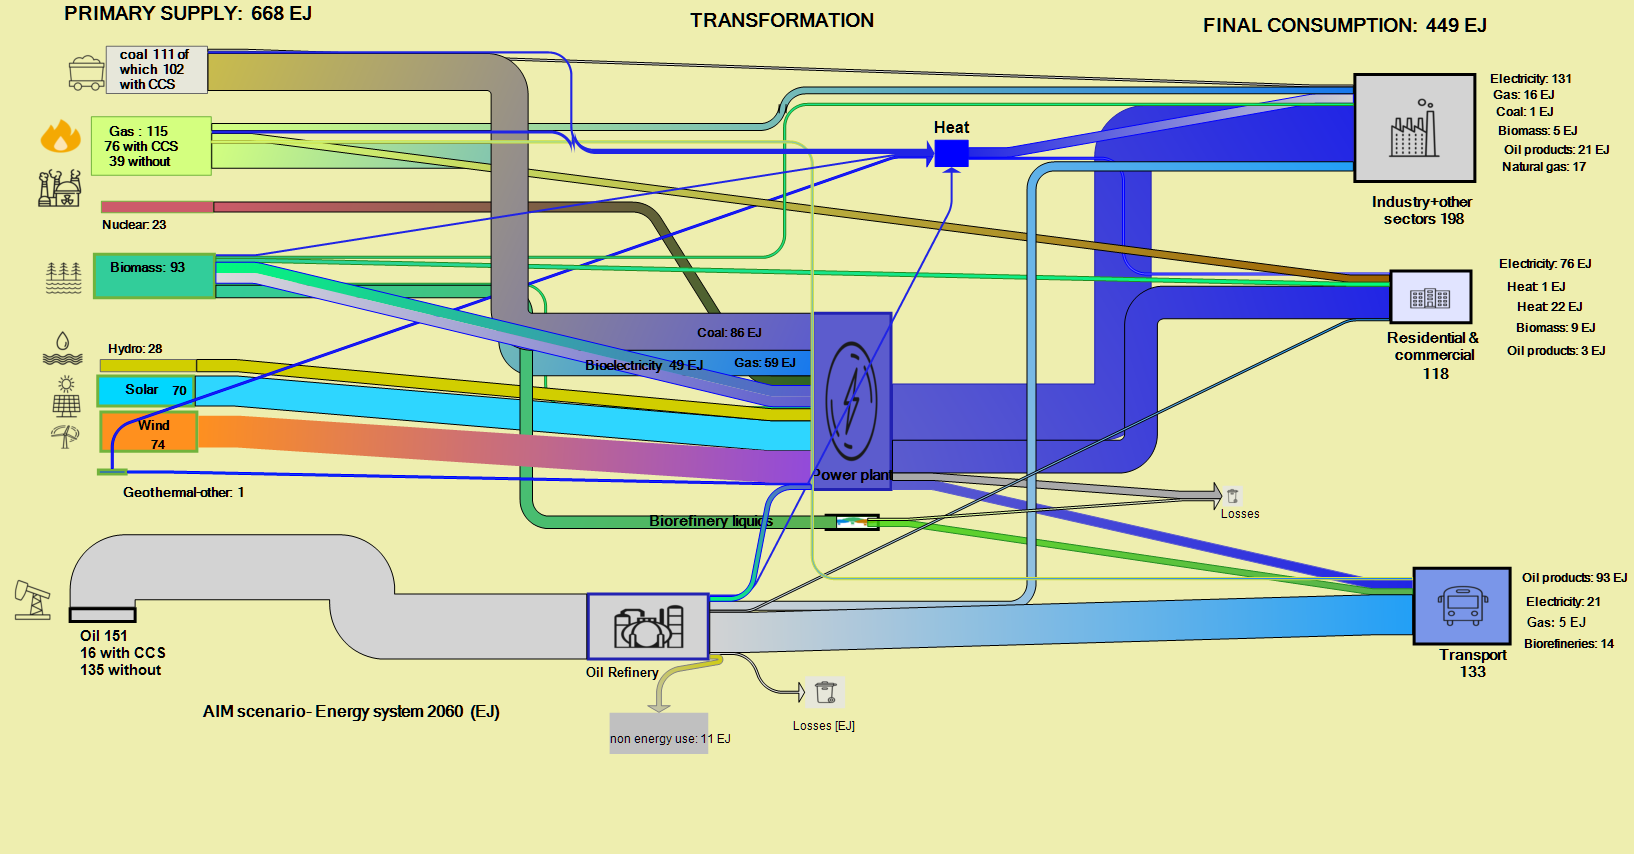 PRIMARY SUPPLY: 668 EJ
TRANSFORMATION
FINAL CONSUMPTION: 449 EJ
coal 111 of
which 102
with CCS
Gas : 115
76 with CCS
39 without
Nuclear: 23
Biomass: 93
Hydro: 28
Solar 70
Wind
74
Geothermal-other: 1
Oil 151
16 with CCS
135 without
AIM scenario- Energy system 2060 (EJ)
Heat
Coal: 86 EJ
Gas: 59 EJ
Bioelectricity 49 EJ
Power plant
Biorefinery liquids
Oil Refinery
non energy use: 11 EJ
Losses [EJ]
Losses
Electricity: 131
Gas: 16 EJ
Coal: 1 EJ
Biomass: 5 EJ
Oil products: 21 EJ
Natural gas: 17
Industry+other
sectors 198
Electricity: 76 EJ
Heat: 1 EJ
Heat: 22 EJ
Biomass: 9 EJ
Oil products: 3 EJ
Residential &
commercial
118
Oil products: 93 EJ
Electricity: 21
Gas: 5 EJ
Biorefineries: 14
Transport
133